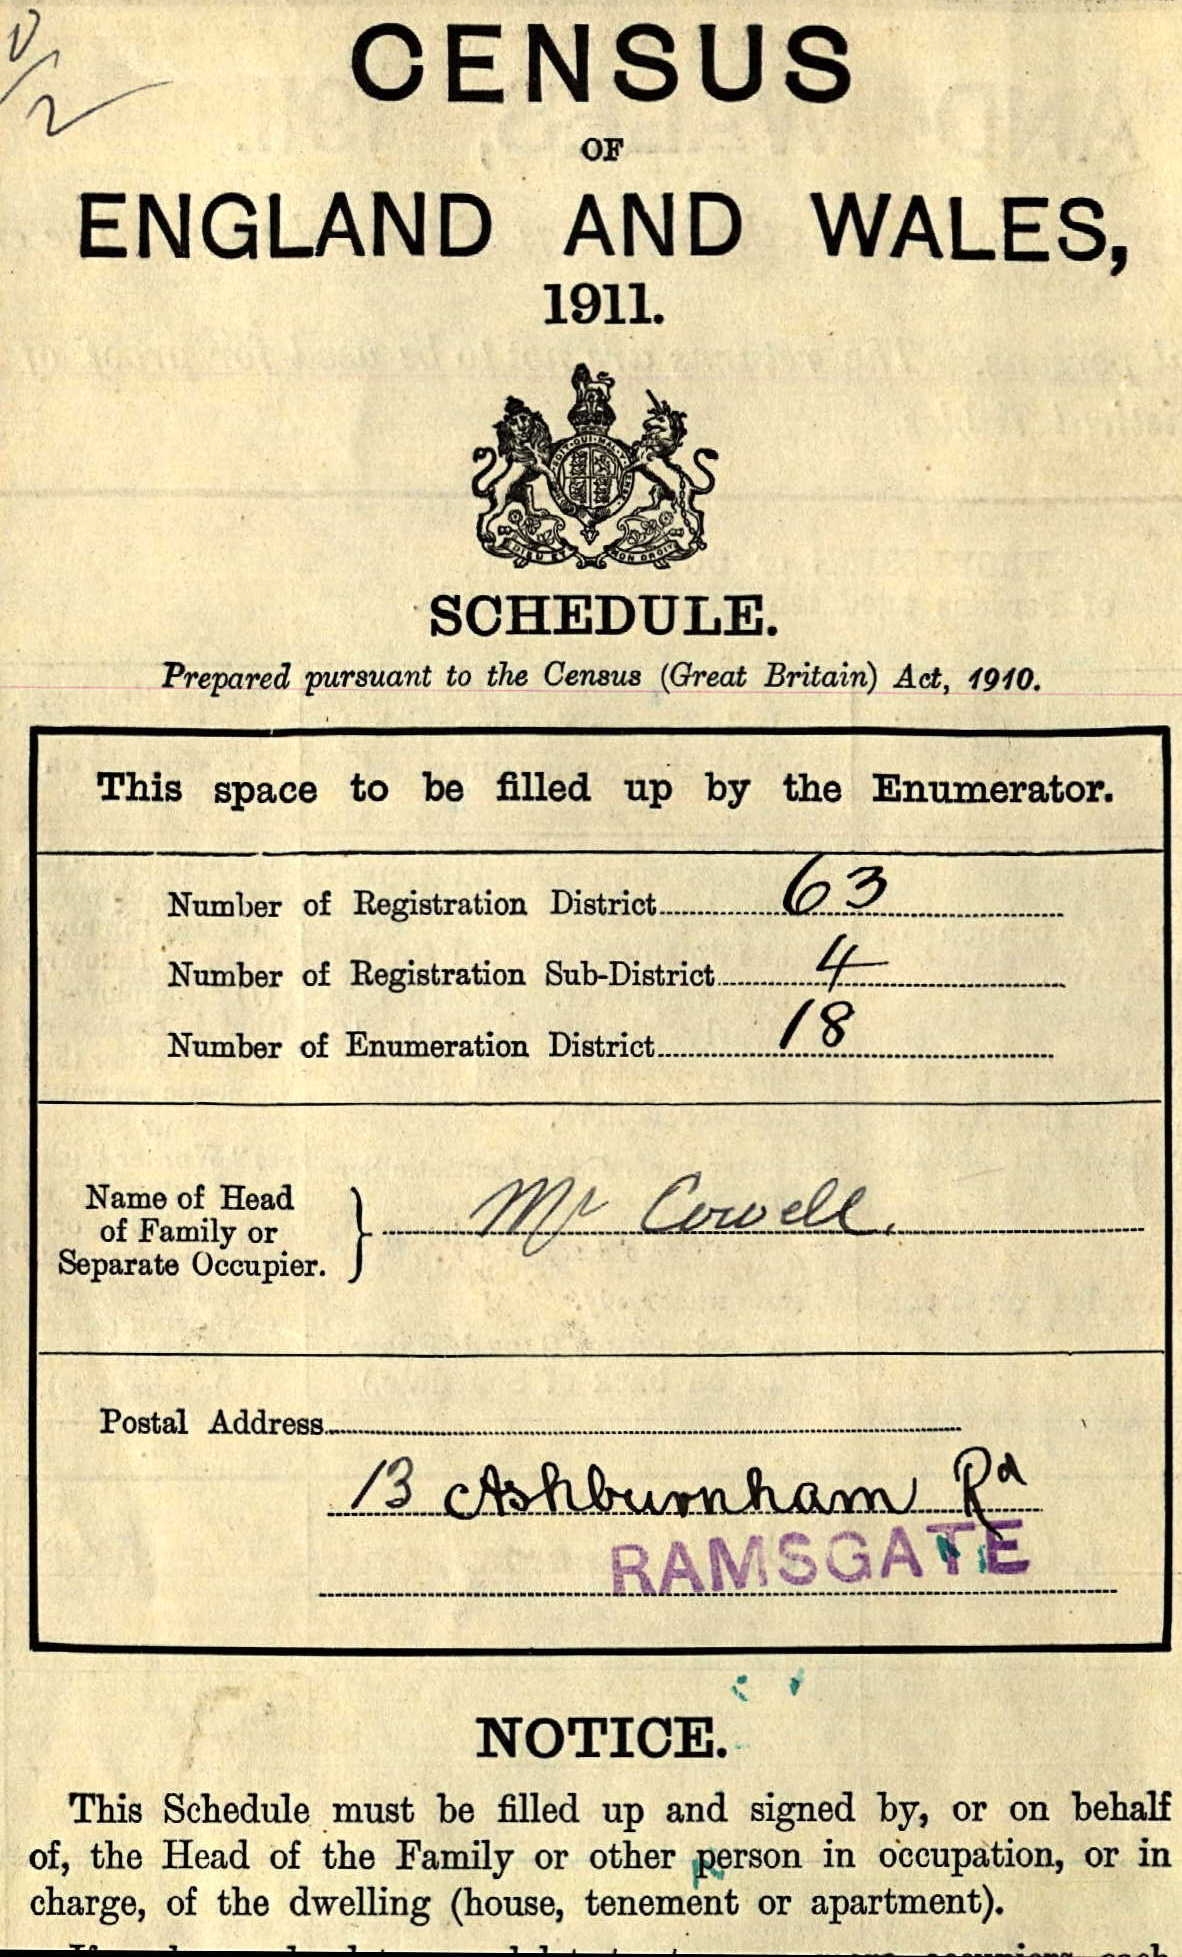 CENSUS
OF
ENGLAND AND WALES,
1911.
DIEU ET MON DROIT
SCHEDULE.
Prepared pursuant to the Census (Great Britain) Act, 1910.
This space to be filled up by the Enumerator.
Number of Registration District 63
Number of Registration Sub-District 4
Number of Enumeration District 18
Name of Head
of Family or
Separate Occupier.
Mr Cowell.
Postal Address
13 Ashburnham Rd
RAMSGATE
NOTICE.
This Schedule must be filled up and signed by, or on behalf
of, the Head of the Family or other person in occupation, or in
charge, of the dwelling (house, tenement or apartment).